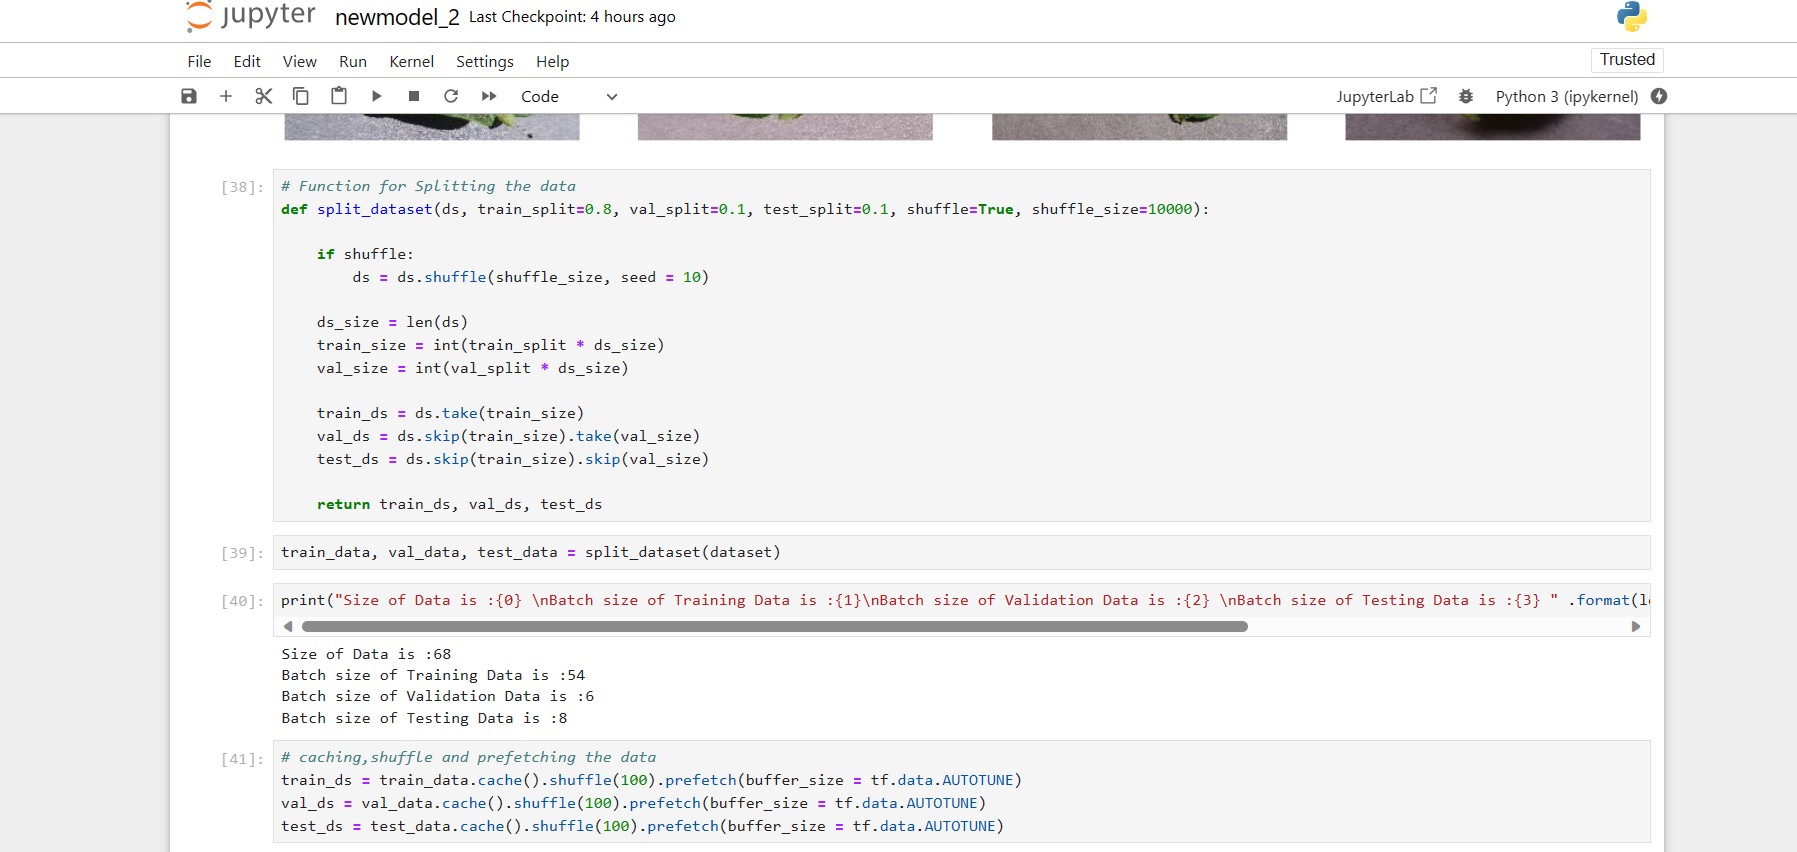 jupyter newmodel_2 Last Checkpoint: 4 hours ago
File Edit View Run Kernel Settings Help
Trusted
Code
JupyterLab
Python 3 (ipykernel)
[38]:
# Function for Splitting the data
def split_dataset(ds, train_split=0.8, val_split=0.1, test_split=0.1, shuffle=True, shuffle_size=10000):
if shuffle:
ds = ds.shuffle(shuffle_size, seed = 10)
ds_size = len(ds)
train_size = int(train_split * ds_size)
val_size = int(val_split * ds_size)
train_ds = ds.take(train_size)
val_ds = ds.skip(train_size).take(val_size)
test_ds = ds.skip(train_size).skip(val_size)
return train_ds, val_ds, test_ds
[39]:
train_data, val_data, test_data = split_dataset(dataset)
[40]:
print("Size of Data is :{0} \nBatch size of Training Data is :{1}\nBatch size of Validation Data is :{2} \nBatch size of Testing Data is :{3} " .format(l
Size of Data is :68
Batch size of Training Data is :54
Batch size of Validation Data is :6
Batch size of Testing Data is :8
[41]:
# caching,shuffle and prefetching the data
train_ds = train_data.cache().shuffle(100).prefetch(buffer_size = tf.data.AUTOTUNE)
val_ds = val_data.cache().shuffle(100).prefetch(buffer_size = tf.data.AUTOTUNE)
test_ds = test_data.cache().shuffle(100).prefetch(buffer_size = tf.data.AUTOTUNE)